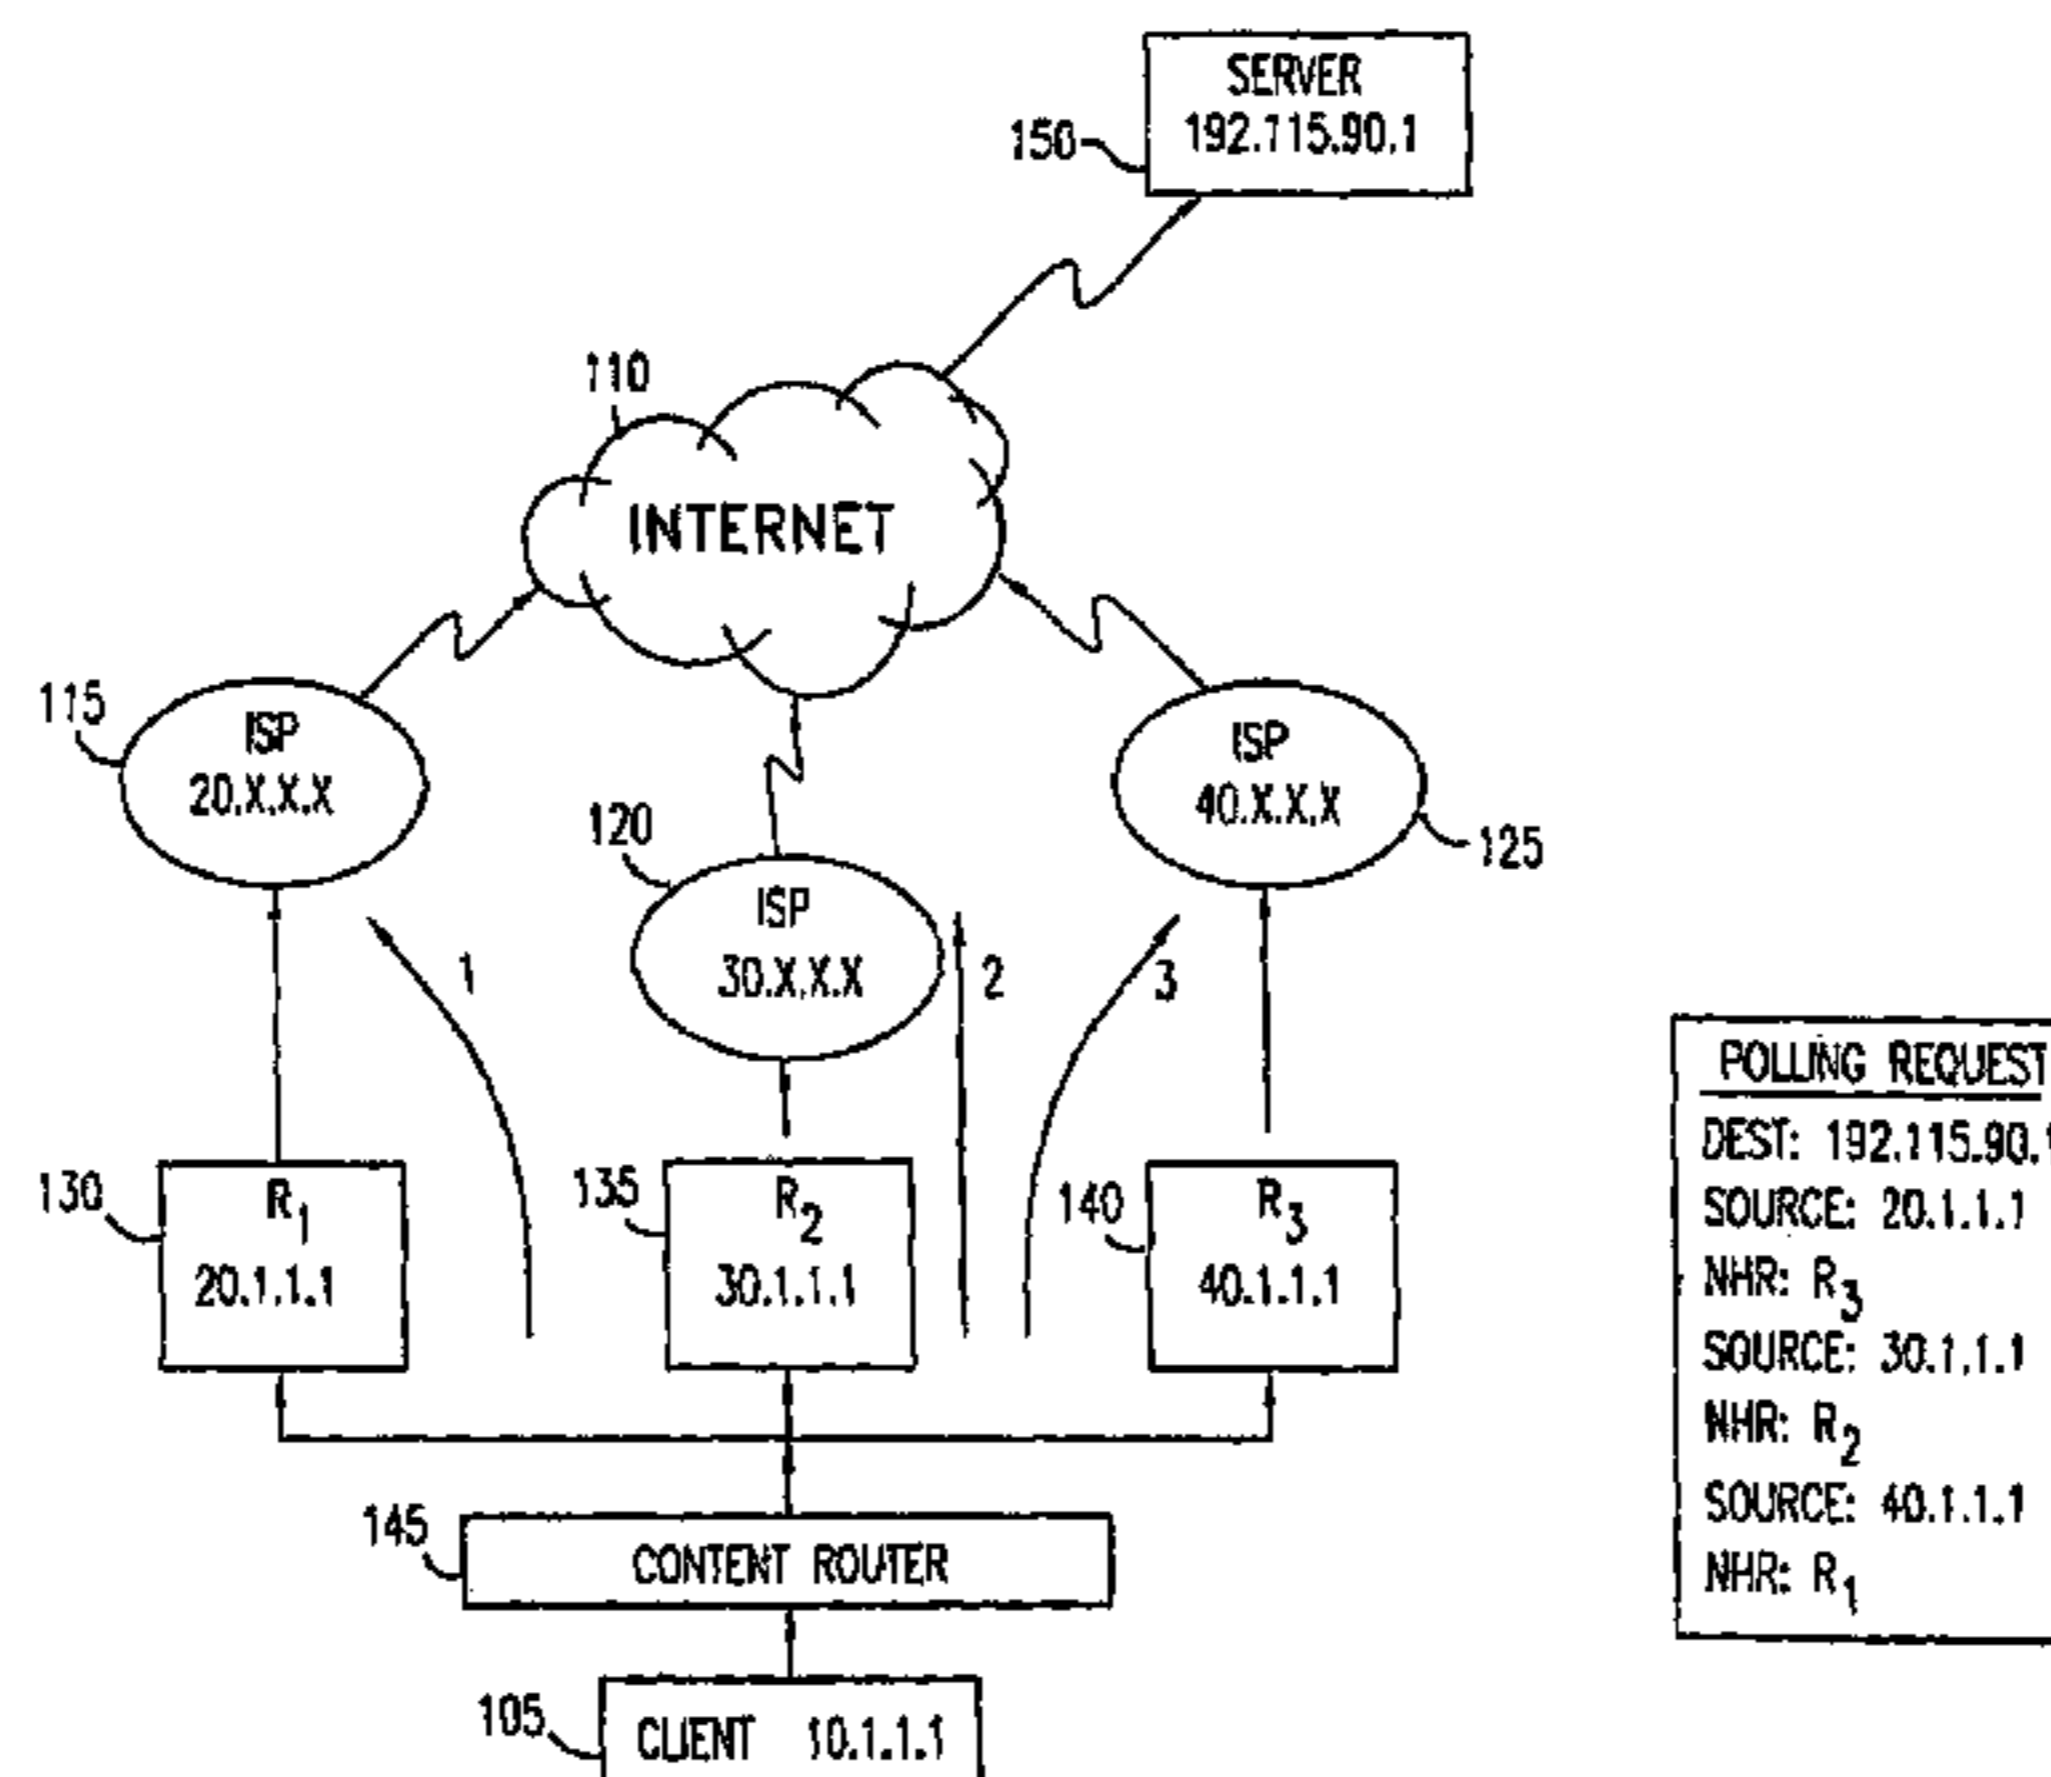 SERVER
192.115.90.1
150
110
INTERNET
115
ISP
20.X.X.X
120
ISP
30.X.X.X
ISP
40.X.X.X
125
1
2
3
130
R1
20.1.1.1
135
R2
30.1.1.1
140
R3
40.1.1.1
145
CONTENT ROUTER
105
CLIENT 10.1.1.1
POLLING REQUEST
DEST: 192.115.90.1
SOURCE: 20.1.1.1
NHR: R3
SOURCE: 30.1.1.1
NHR: R2
SOURCE: 40.1.1.1
NHR: R1